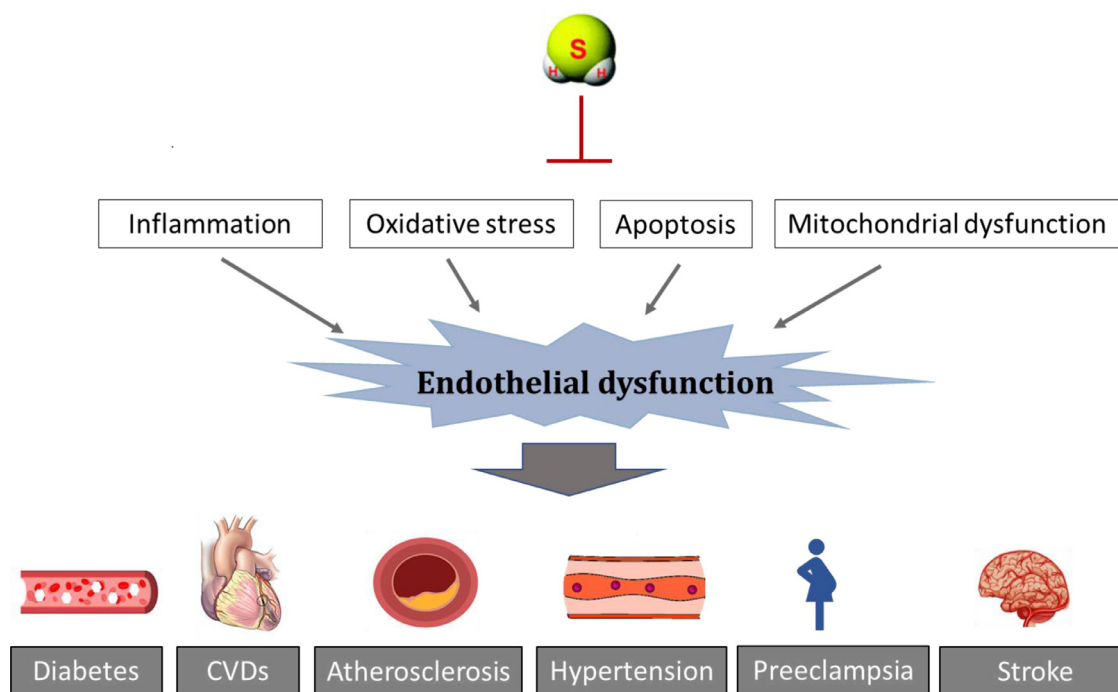 S
H H
Inflammation
Oxidative stress
Apoptosis
Mitochondrial dysfunction
Endothelial dysfunction
Diabetes
CVDs
Atherosclerosis
Hypertension
Preeclampsia
Stroke